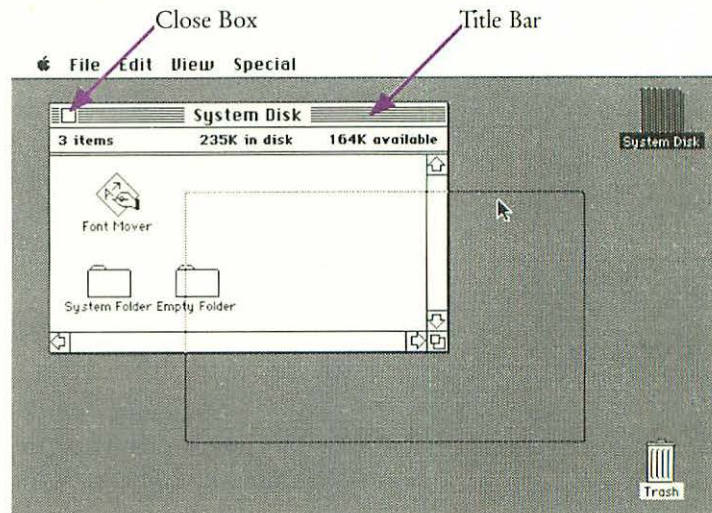 Close Box Title Bar
File Edit View Special
System Disk
3 items 235K in disk 164K available
System Disk
Font Mover
System Folder Empty Folder
Trash